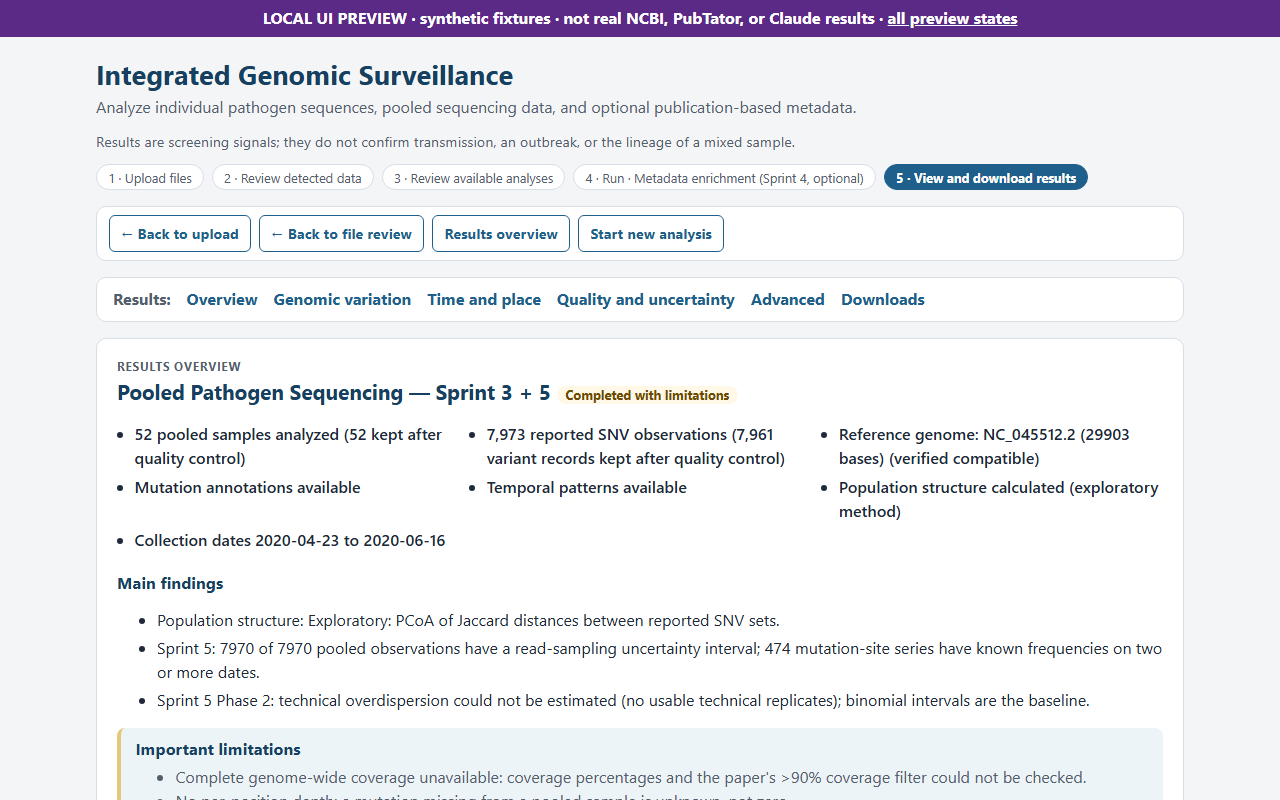 LOCAL UI PREVIEW · synthetic fixtures · not real NCBI, PubTator, or Claude results · all preview states
Integrated Genomic Surveillance
Analyze individual pathogen sequences, pooled sequencing data, and optional publication-based metadata.
Results are screening signals; they do not confirm transmission, an outbreak, or the lineage of a mixed sample.
1 · Upload files 2 · Review detected data 3 · Review available analyses 4 · Run · Metadata enrichment (Sprint 4, optional) 5 · View and download results
← Back to upload ← Back to file review Results overview Start new analysis
Results: Overview Genomic variation Time and place Quality and uncertainty Advanced Downloads
RESULTS OVERVIEW
Pooled Pathogen Sequencing — Sprint 3 + 5 Completed with limitations
• 52 pooled samples analyzed (52 kept after quality control)
• 7,973 reported SNV observations (7,961 variant records kept after quality control)
• Reference genome: NC_045512.2 (29903 bases) (verified compatible)
• Mutation annotations available
• Temporal patterns available
• Population structure calculated (exploratory method)
• Collection dates 2020-04-23 to 2020-06-16
Main findings
• Population structure: Exploratory: PCoA of Jaccard distances between reported SNV sets.
• Sprint 5: 7970 of 7970 pooled observations have a read-sampling uncertainty interval; 474 mutation-site series have known frequencies on two
or more dates.
• Sprint 5 Phase 2: technical overdispersion could not be estimated (no usable technical replicates); binomial intervals are the baseline.
Important limitations
• Complete genome-wide coverage unavailable: coverage percentages and the paper's >90% coverage filter could not be checked.